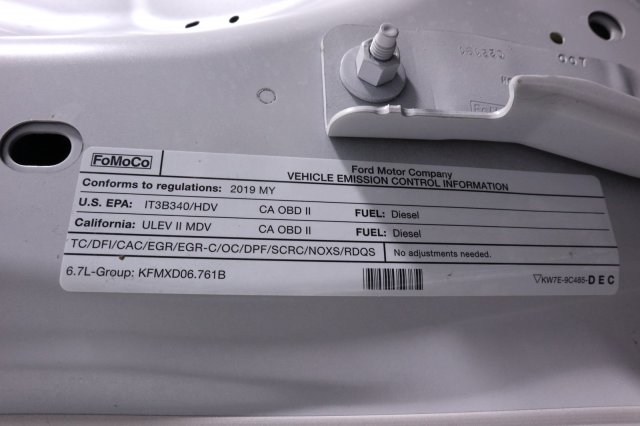 FoMoCo
Ford Motor Company
VEHICLE EMISSION CONTROL INFORMATION
Conforms to regulations: 2019 MY
U.S. EPA: IT3B340/HDV CA OBD II FUEL: Diesel
California: ULEV II MDV CA OBD II FUEL: Diesel
TC/DFI/CAC/EGR/EGR-C/OC/DPF/SCRC/NOXS/RDQS No adjustments needed.
6.7L-Group: KFMXD06.761B
KW7E-9C485-DEC